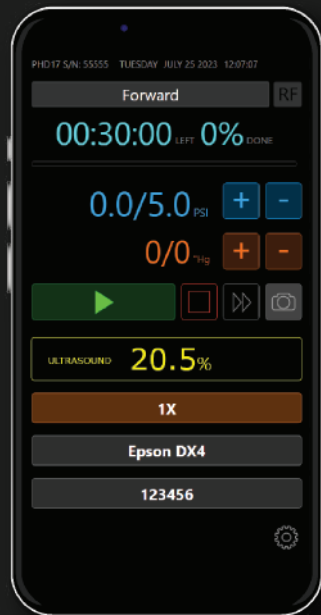 PHD17 S/N: 55555 TUESDAY JULY 25 2023 12:07:07
Forward RF
00:30:00 LEFT 0% DONE
0.0/5.0 PSI + -
0/0 "Hg + -
ULTRASOUND 20.5%
1X
Epson DX4
123456